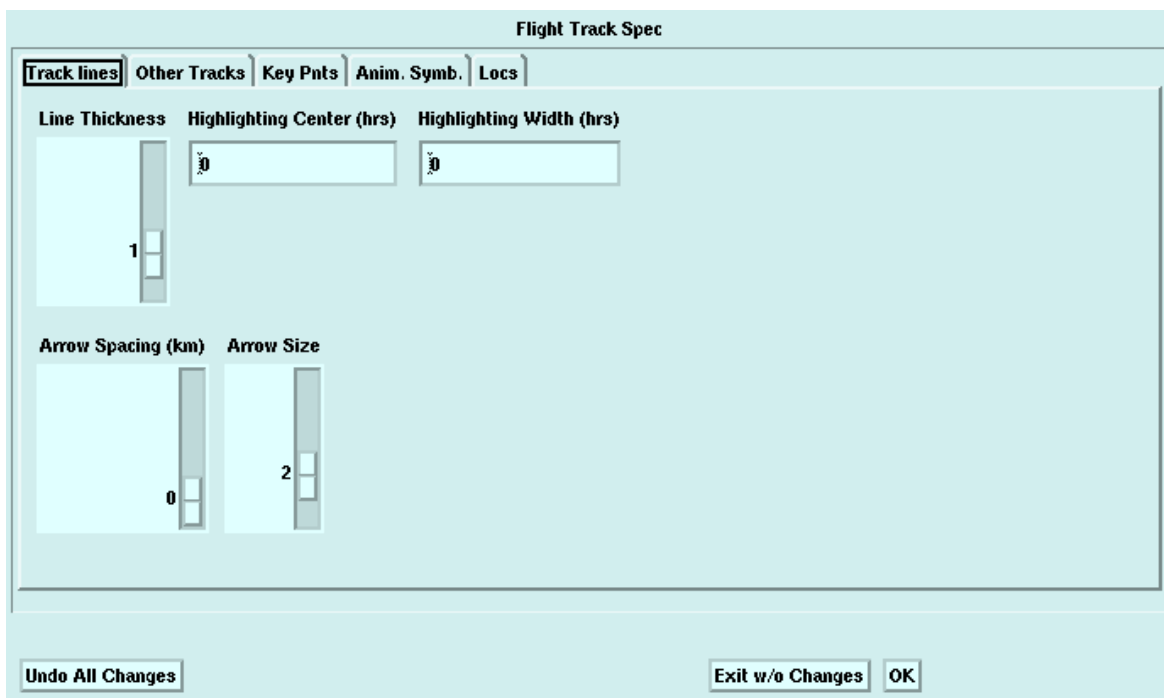 Flight Track Spec
Track lines Other Tracks Key Pnts Anim. Symb. Locs
Line Thickness Highlighting Center (hrs) Highlighting Width (hrs)
0 0
1
Arrow Spacing (km) Arrow Size
2
0
Undo All Changes Exit w/o Changes OK